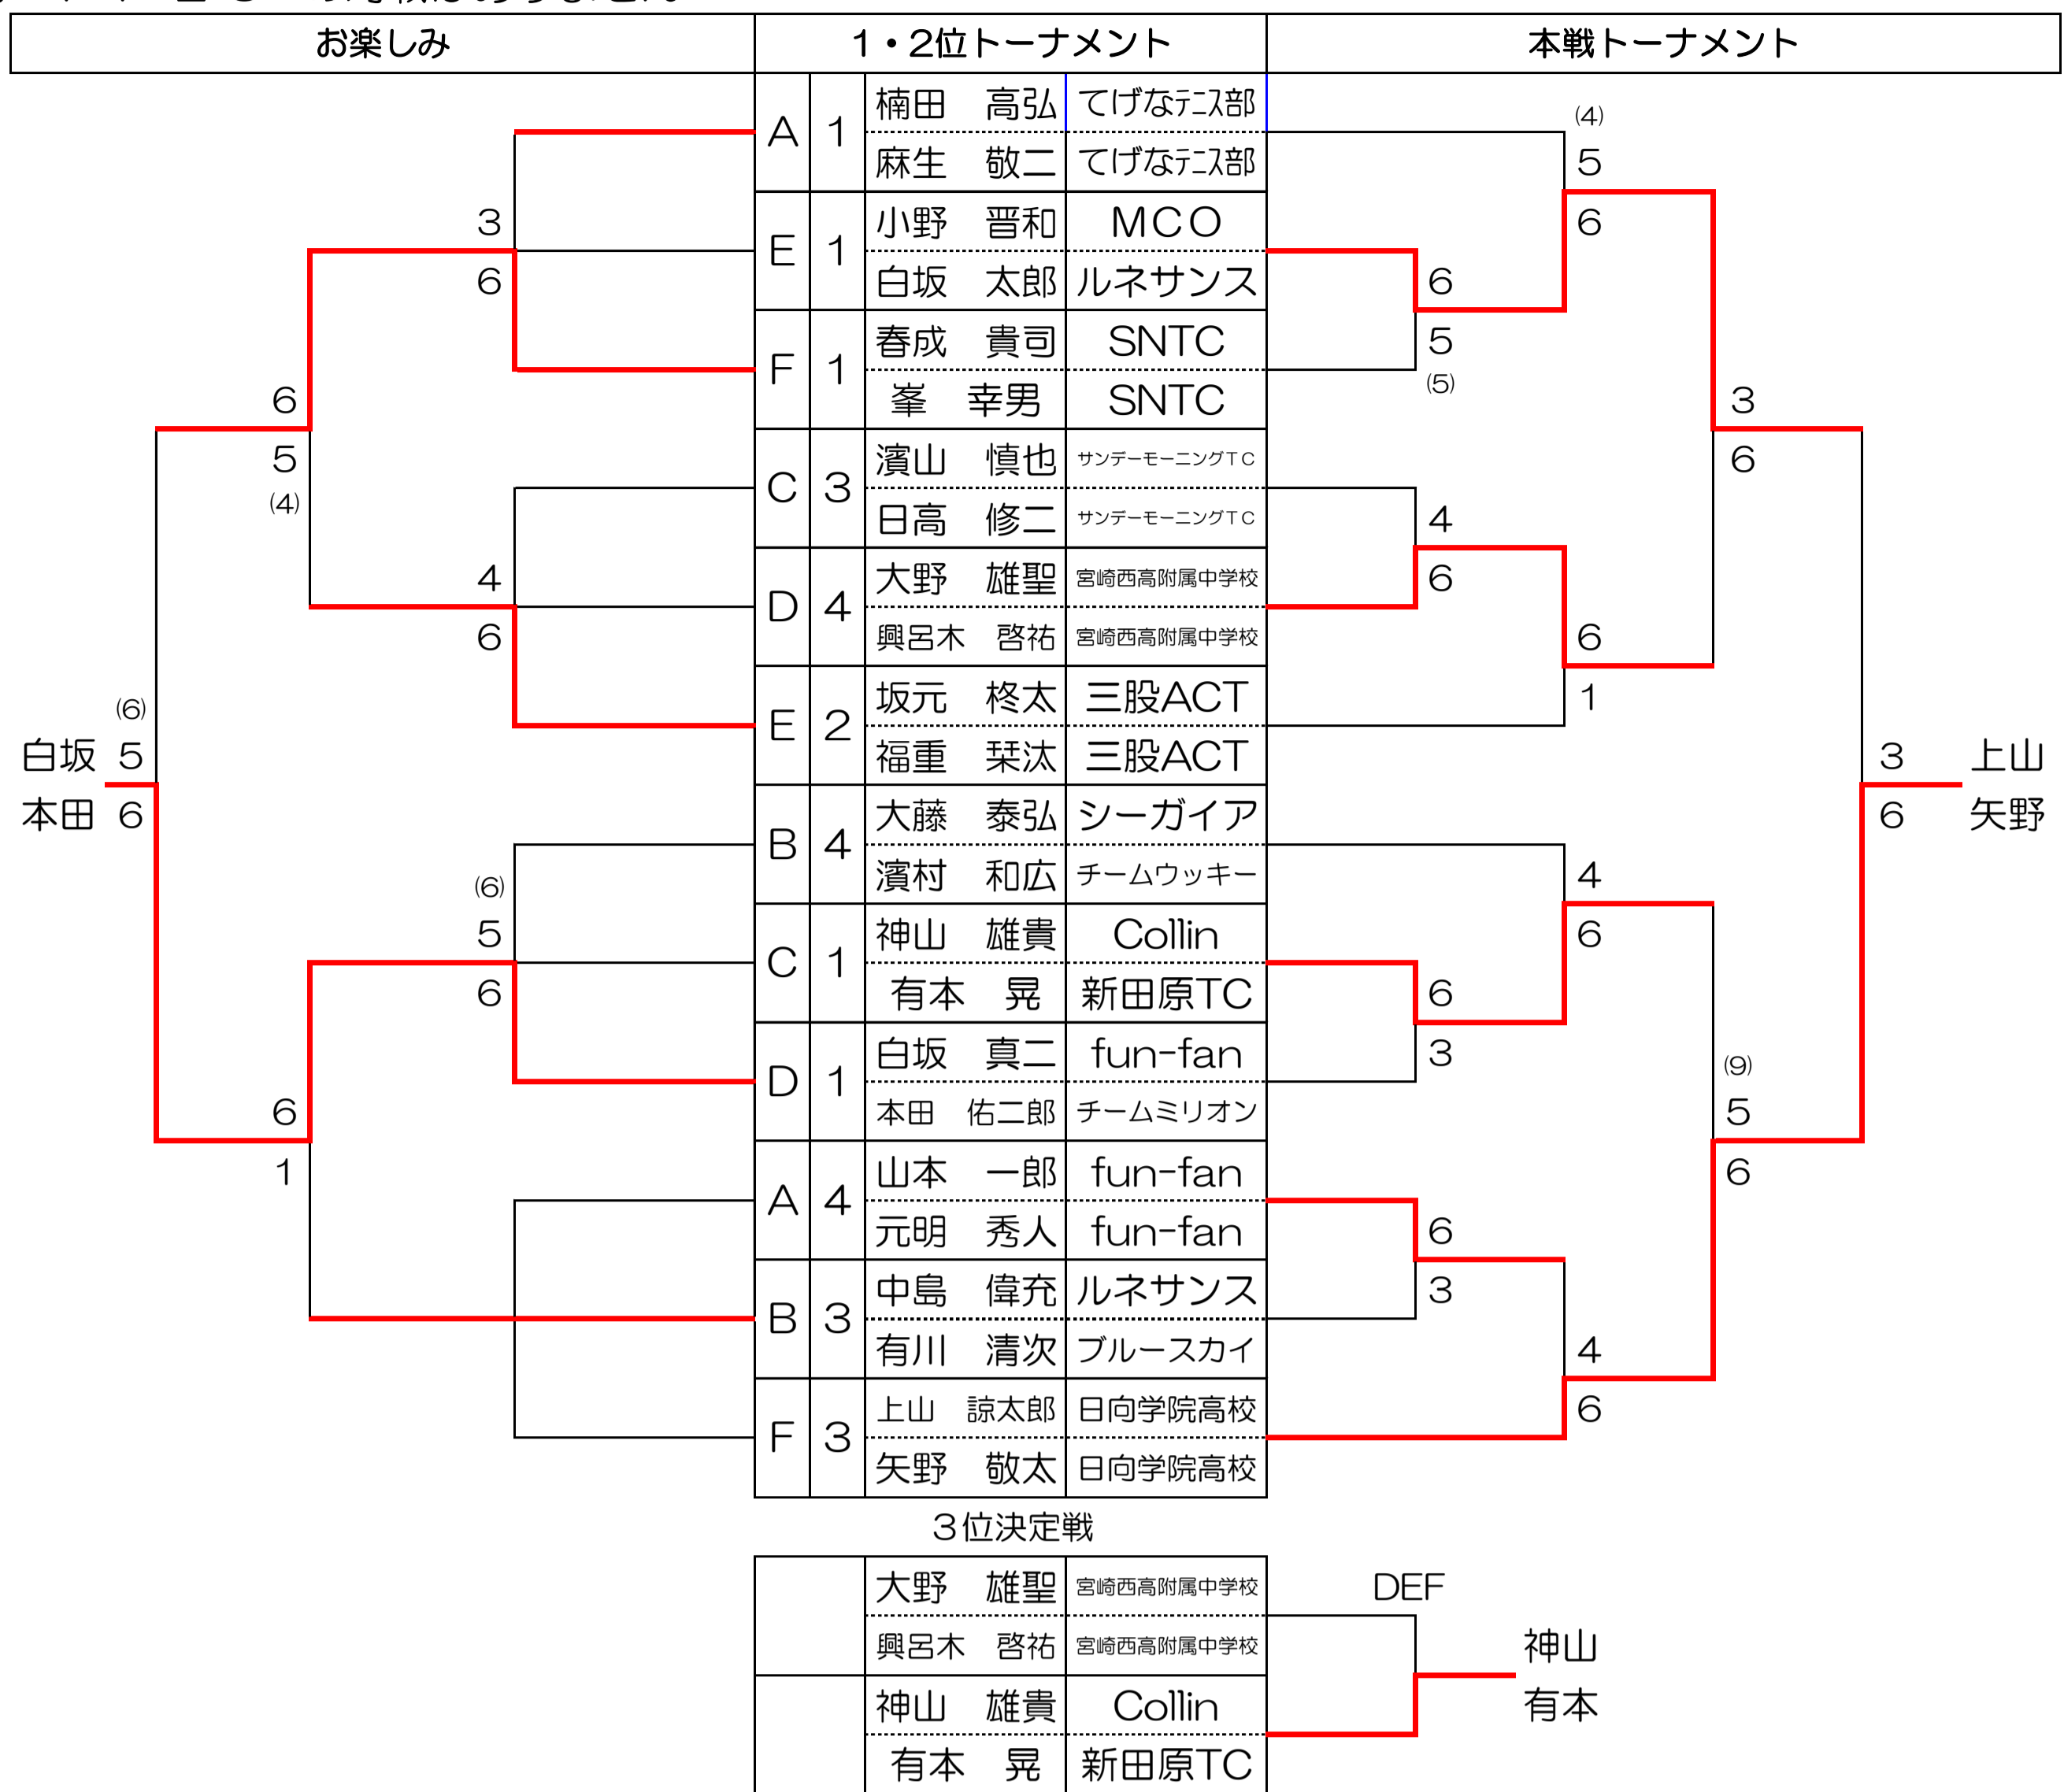 お楽しみ 1・2位トーナメント 本戦トーナメント
A 1 楠田 高弘 てげなテニス部
麻生 敬二 てげなテニス部
E 1 小野 晋和 MCO
白坂 太郎 ルネサンス
F 1 春成 貴司 SNTC
峯 幸男 SNTC
C 3 濱山 慎也 サンデーモーニングTC
日高 修二 サンデーモーニングTC
D 4 大野 雄聖 宮崎西高附属中学校
興呂木 啓祐 宮崎西高附属中学校
E 2 坂元 柊太 三股ACT
福重 栞汰 三股ACT
B 4 大藤 泰弘 シーガイア
濱村 和広 チームウッキー
C 1 神山 雄貴 Collin
有本 晃 新田原TC
D 1 白坂 真二 fun-fan
本田 佑二郎 チームミリオン
A 4 山本 一郎 fun-fan
元明 秀人 fun-fan
B 3 中島 偉充 ルネサンス
有川 清次 ブルースカイ
F 3 上山 諒太郎 日向学院高校
矢野 敬太 日向学院高校
3
6
6
5
(4)
4
6
(6)
白坂 5
本田 6
(6)
5
6
6
1
(4)
5
6
6
5
(5)
3
6
4
6
6
1
3 上山
6 矢野
4
6
6
3
(9)
5
6
6
3
4
6
3位決定戦
大野 雄聖 宮崎西高附属中学校 DEF
興呂木 啓祐 宮崎西高附属中学校
神山 雄貴 Collin
有本 晃 新田原TC
神山
有本